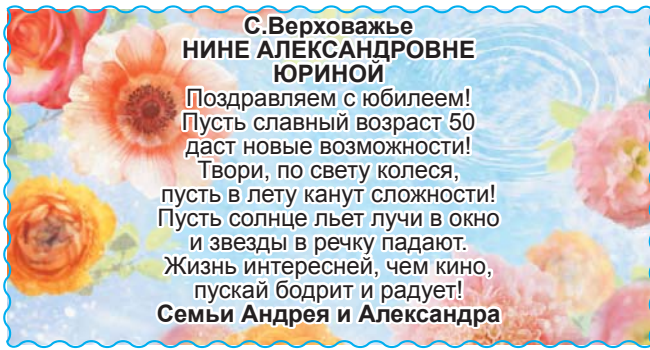 С.Верховажье
НИНЕ АЛЕКСАНДРОВНЕ
ЮРИНОЙ
Поздравляем с юбилеем!
Пусть славный возраст 50
даст новые возможности!
Твори, по свету колеся,
пусть в лету канут сложности!
Пусть солнце льет лучи в окно
и звезды в речку падают.
Жизнь интересней, чем кино,
пускай бодрит и радует!
Семьи Андрея и Александра